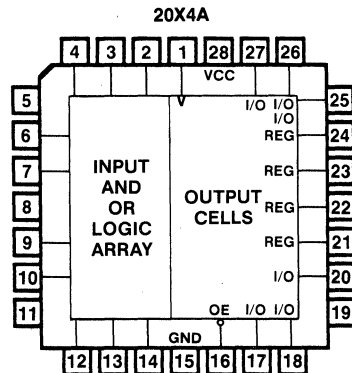 20X4A
4 3 2 1 28 27 26
VCC
5 I/O I/O 25
I/O
6 REG 24
7 INPUT REG 23
AND OUTPUT
8 OR CELLS REG 22
LOGIC
9 ARRAY REG 21
10 I/O 20
11 OE I/O I/O 19
GND
12 13 14 15 16 17 18